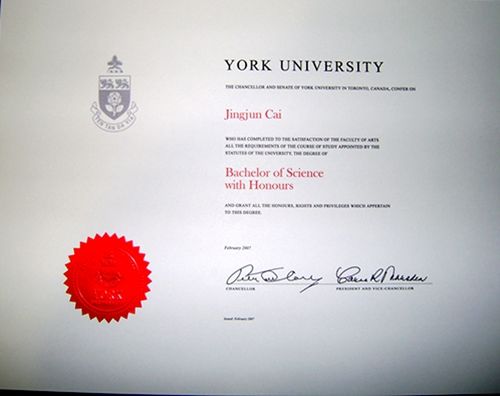 YORK UNIVERSITY
THE CHANCELLOR AND SENATE OF YORK UNIVERSITY IN TORONTO, CANADA, CONFER ON
Jingjun Cai
WHO HAS COMPLETED TO THE SATISFACTION OF THE FACULTY OF ARTS
ALL THE REQUIREMENTS OF THE COURSE OF STUDY APPOINTED BY THE
STATUTES OF THE UNIVERSITY, THE DEGREE OF
Bachelor of Science
with Honours
AND GRANT ALL THE HONOURS, RIGHTS AND PRIVILEGES WHICH APPERTAIN
TO THIS DEGREE.
February 2007
CHANCELLOR
PRESIDENT AND VICE-CHANCELLOR
Issued: February 2007